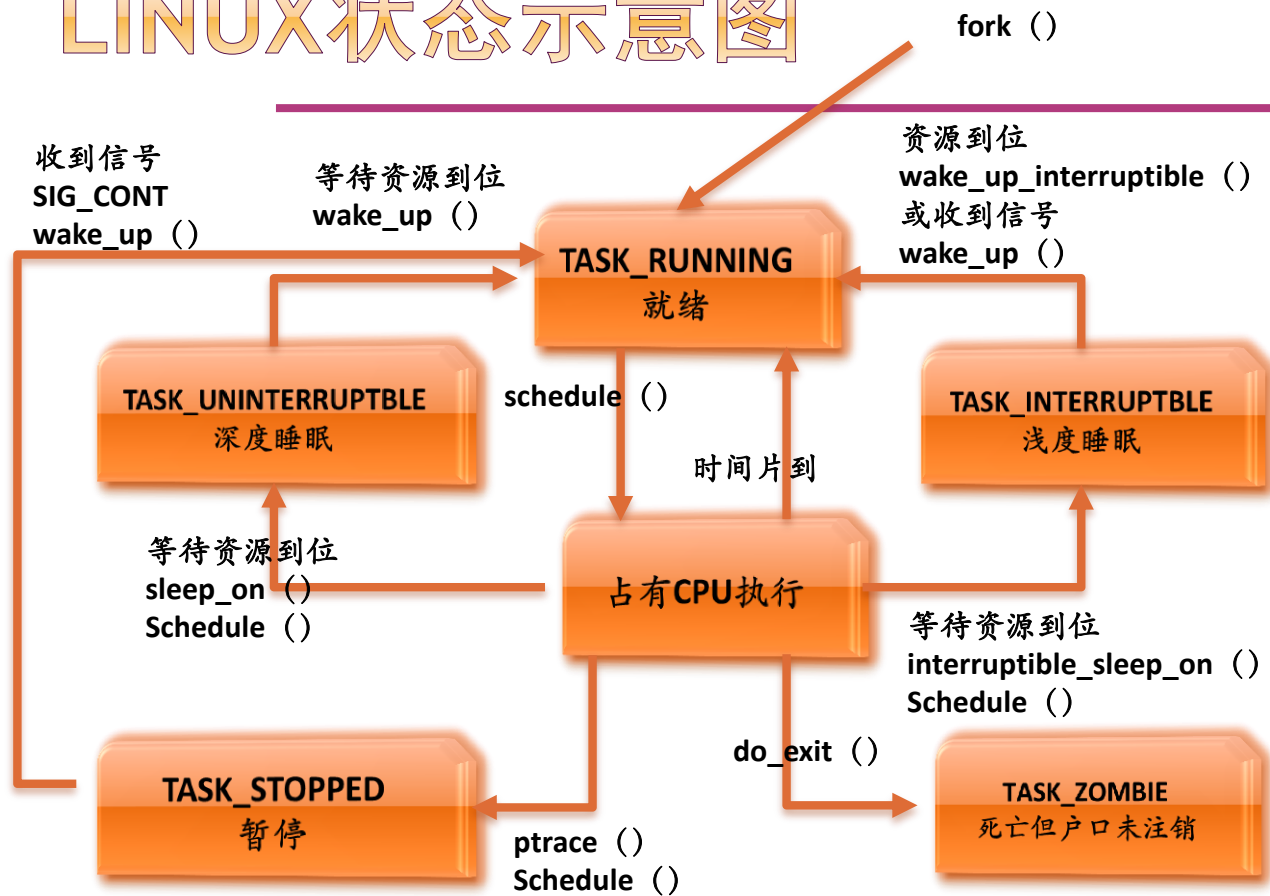 LINUX状态示意图
fork（）
收到信号
SIG_CONT
wake_up（）
等待资源到位
wake_up（）
资源到位
wake_up_interruptible（）
或收到信号
wake_up（）
TASK_RUNNING
就绪
TASK_UNINTERRUPTBLE
深度睡眠
schedule（）
时间片到
TASK_INTERRUPTBLE
浅度睡眠
等待资源到位
sleep_on（）
Schedule（）
占有CPU执行
等待资源到位
interruptible_sleep_on（）
Schedule（）
do_exit（）
TASK_STOPPED
暂停
ptrace（）
Schedule（）
TASK_ZOMBIE
死亡但户口未注销